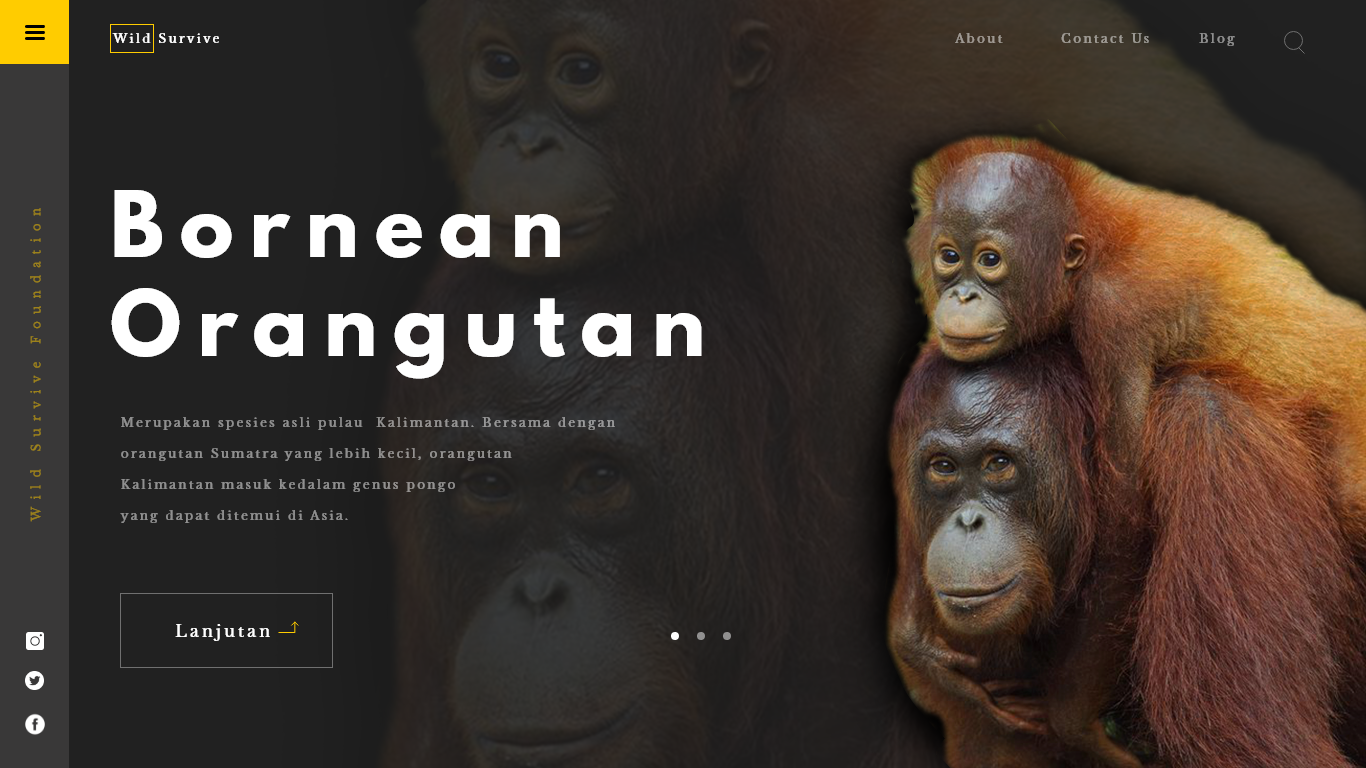 Wild Survive
About
Contact Us
Blog
Bornean
Orangutan
Merupakan spesies asli pulau Kalimantan. Bersama dengan
orangutan Sumatra yang lebih kecil, orangutan
Kalimantan masuk kedalam genus pongo
yang dapat ditemui di Asia.
Lanjutan
Wild Survive Foundation